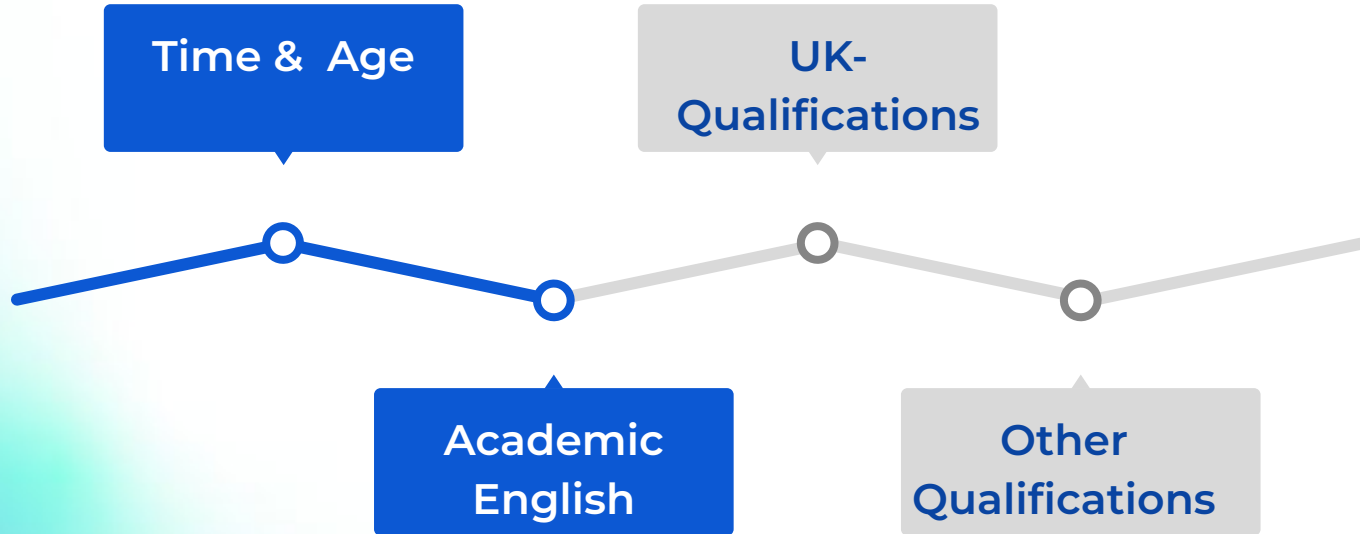 Time & Age
UK-
Qualifications
Academic
English
Other
Qualifications